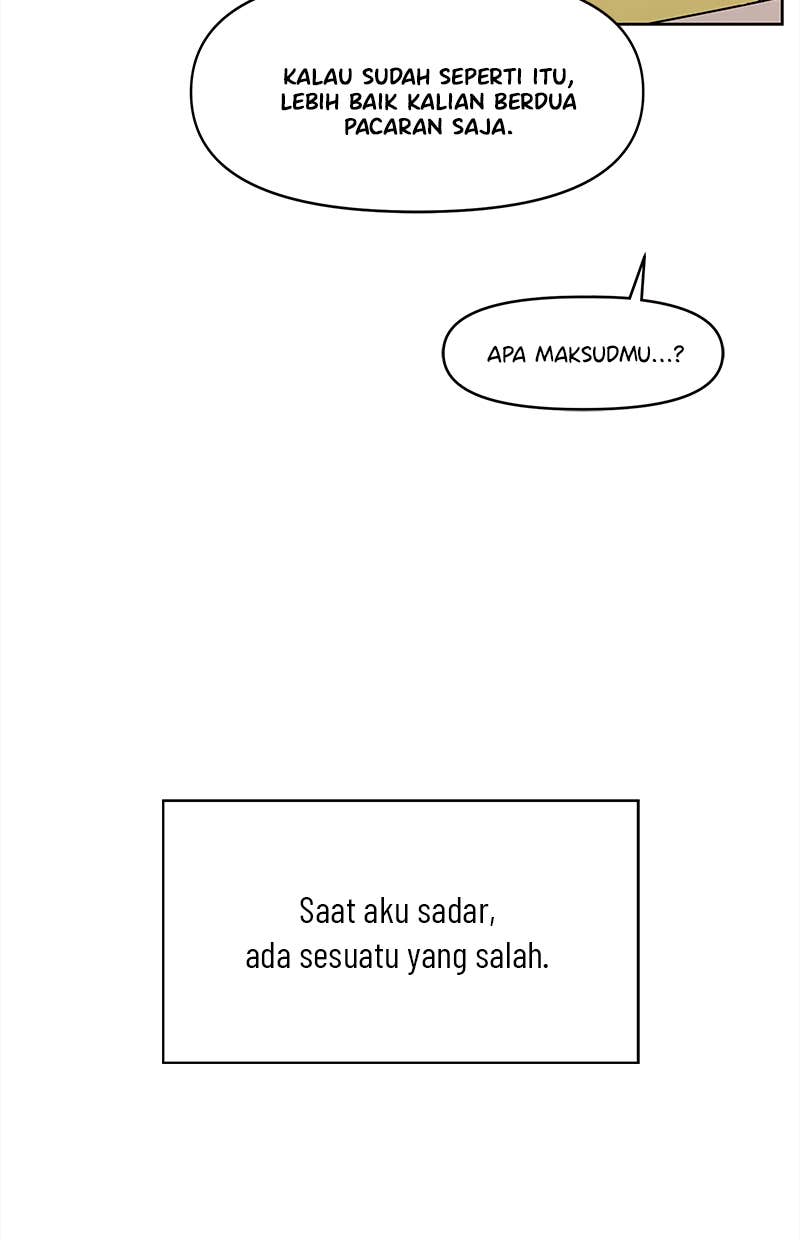 KALAU SUDAH SEPERTI ITU,
LEBIH BAIK KALIAN BERDUA
PACARAN SAJA.
APA MAKSUDMU...?
Saat aku sadar,
ada sesuatu yang salah.